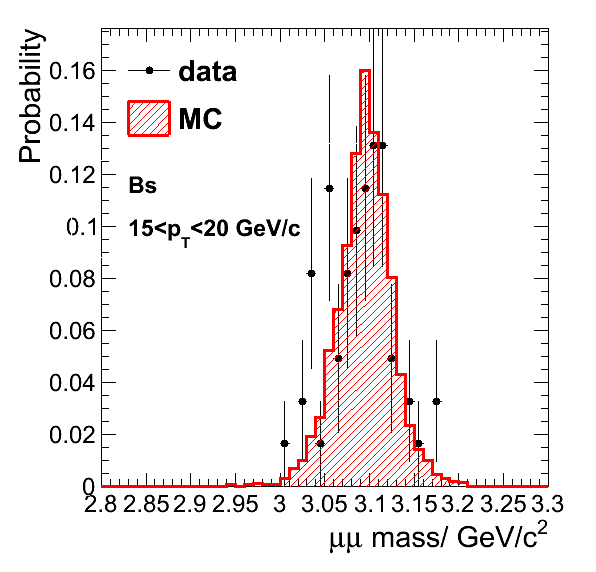 Probability
0.16
0.14
0.12
0.1
0.08
0.06
0.04
0.02
0
data
MC
Bs
15<p_T<20 GeV/c
2.8 2.85 2.9 2.95 3 3.05 3.1 3.15 3.2 3.25 3.3
μμ mass/ GeV/c²